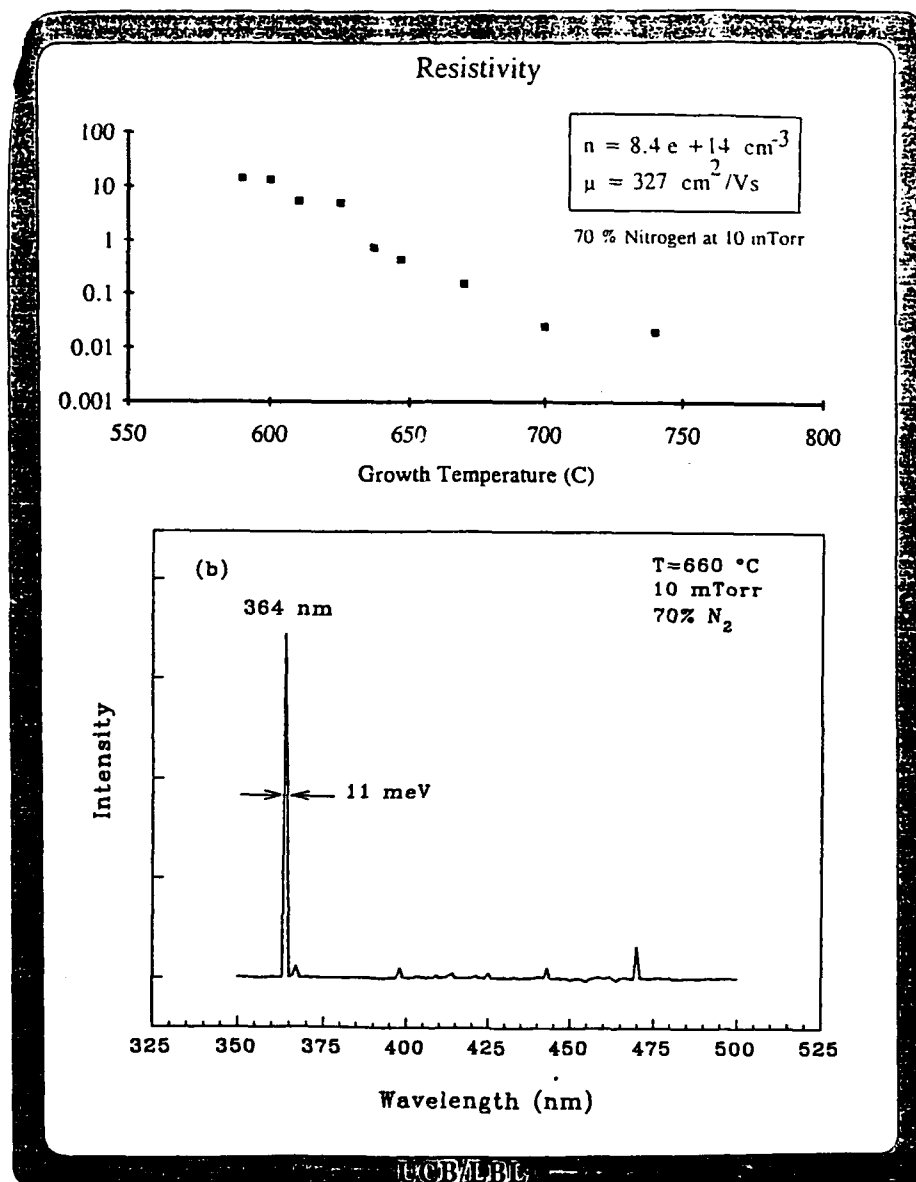 Resistivity
100
10
1
0.1
0.01
0.001
n = 8.4 e +14 cm-3
μ = 327 cm2/Vs
70 % Nitrogen at 10 mTorr
550 600 650 700 750 800
Growth Temperature (C)
(b)
T=660 °C
10 mTorr
70% N2
364 nm
11 meV
Intensity
325 350 375 400 425 450 475 500 525
Wavelength (nm)
UCB/LBL